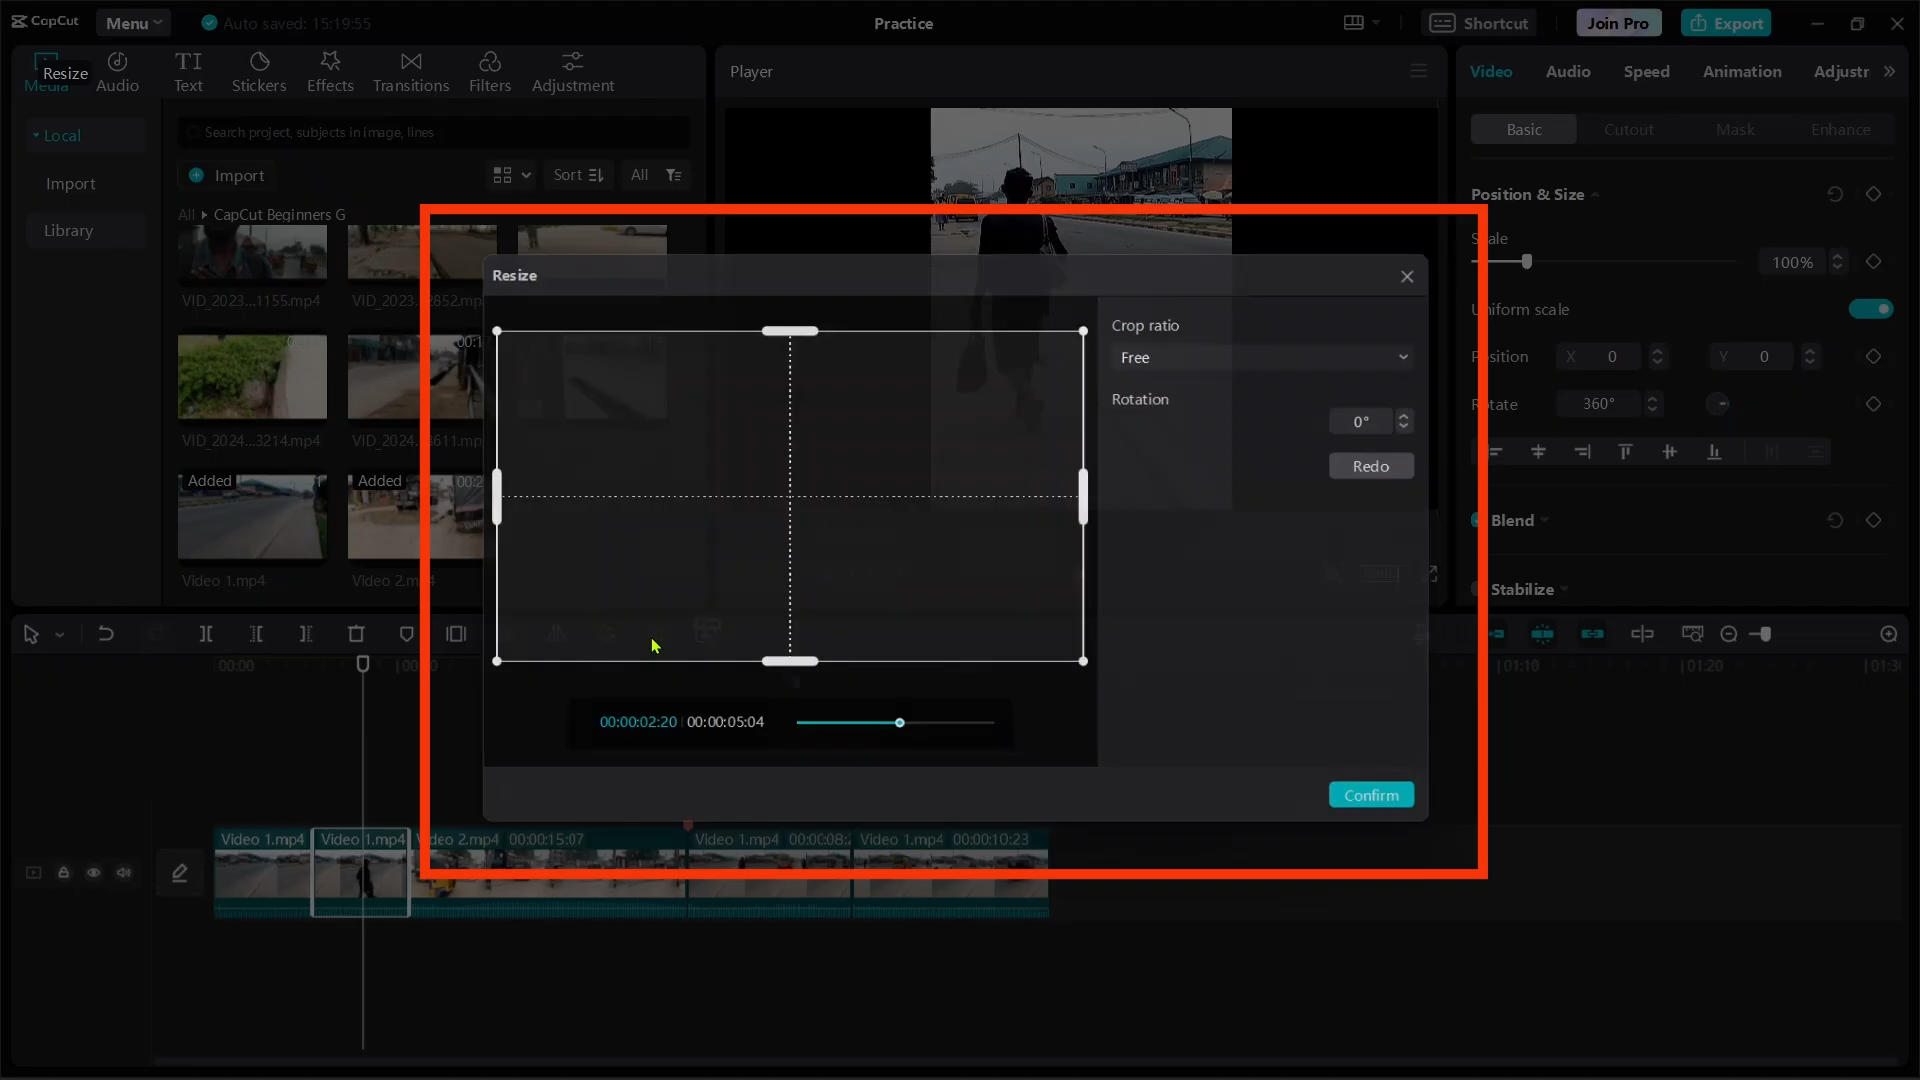 CapCut Menu Auto saved: 15:19:55 Practice Shortcut Join Pro Export
Resize
Media Audio Text Stickers Effects Transitions Filters Adjustment
Player
Video Audio Speed Animation Adjustr
Local
Search project, subjects in image, lines
Basic Cutout Mask Enhance
Import
Import Sort All
Position & Size
All CapCut Beginners G
Library
Scale
100%
Resize
VID_2023...1155.mp4 VID_2023...2852.mp4
Uniform scale
Crop ratio
Free
Position X 0 Y 0
Rotation
0°
Rotate 360°
VID_2024...3214.mp4 VID_2024...3611.mp4
Redo
Added Added
Blend
Video 1.mp4 Video 2.mp4
Stabilize
00:00 01:10 01:20
00:00:02:20 00:00:05:04
Confirm
Video 1.mp4 Video 1.mp4 Video 2.mp4 00:00:15:07 Video 1.mp4 00:00:08: Video 1.mp4 00:00:10:23